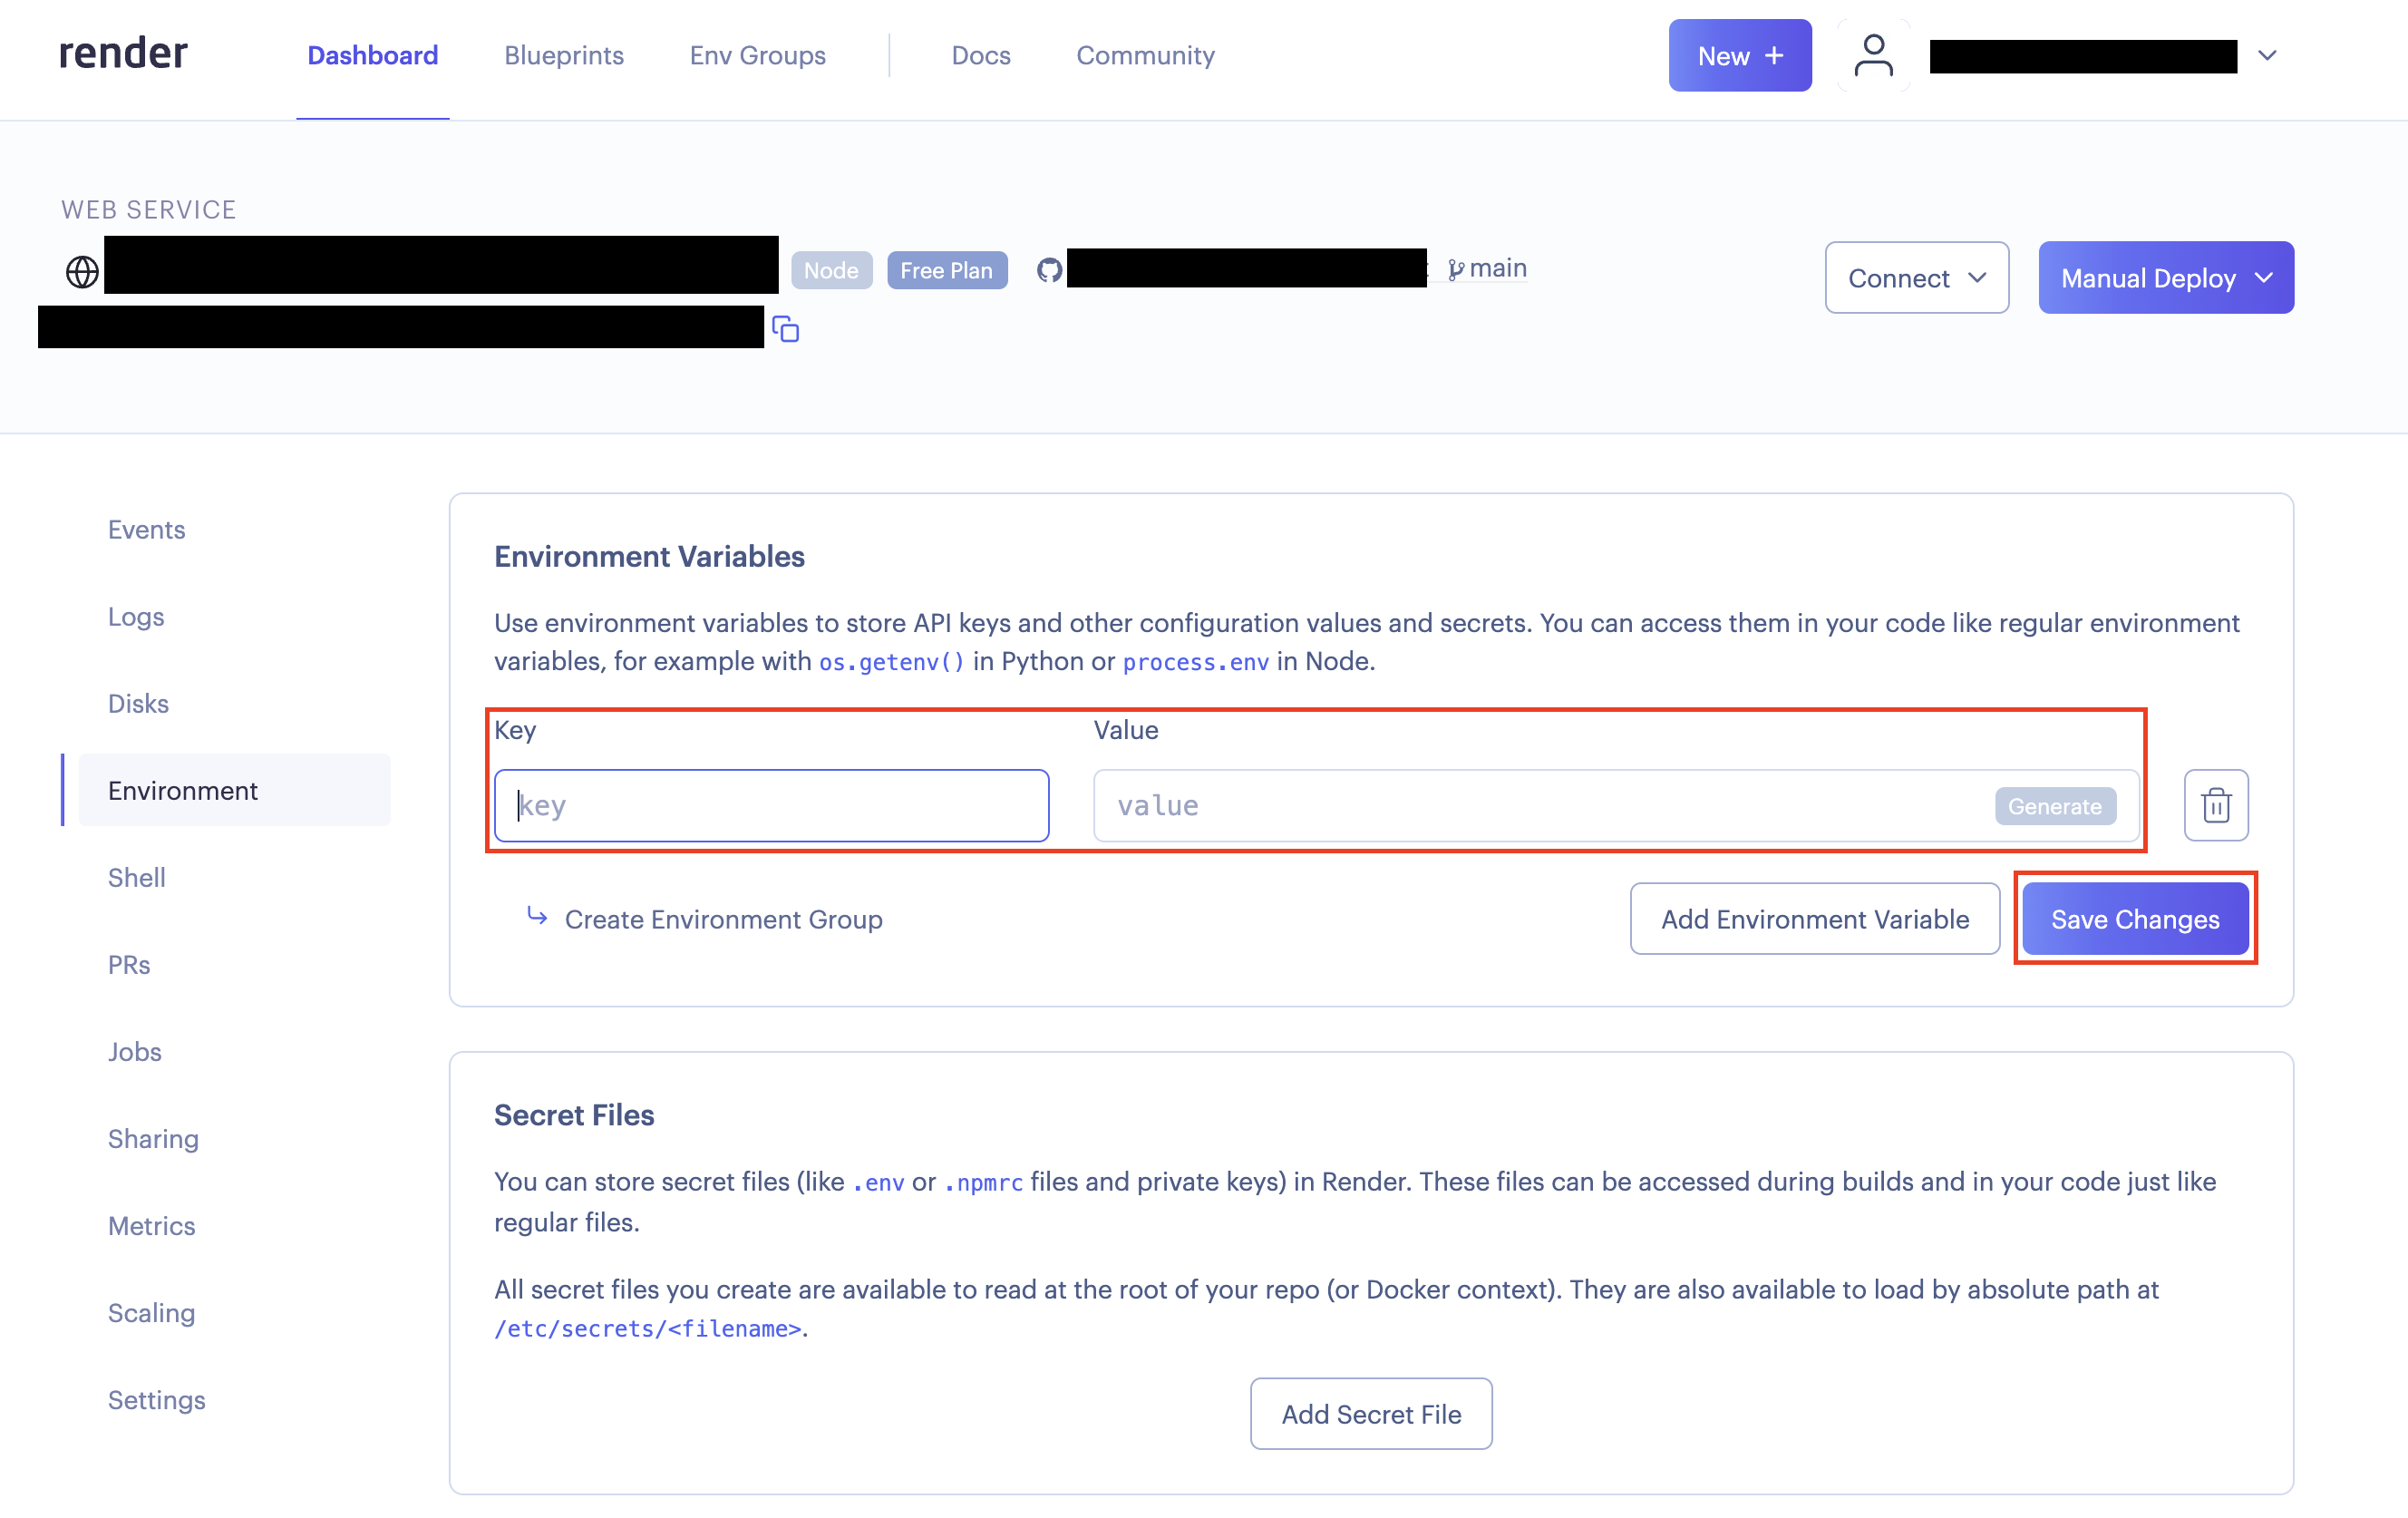 render
Dashboard
Blueprints
Env Groups
Docs
Community
New +
WEB SERVICE
Node
Free Plan
main
Connect
Manual Deploy
Events
Logs
Disks
Environment
Shell
PRs
Jobs
Sharing
Metrics
Scaling
Settings
Environment Variables
Use environment variables to store API keys and other configuration values and secrets. You can access them in your code like regular environment
variables, for example with os.getenv() in Python or process.env in Node.
Key
Value
key
value
Generate
Create Environment Group
Add Environment Variable
Save Changes
Secret Files
You can store secret files (like .env or .npmrc files and private keys) in Render. These files can be accessed during builds and in your code just like
regular files.
All secret files you create are available to read at the root of your repo (or Docker context). They are also available to load by absolute path at
/etc/secrets/<filename>.
Add Secret File